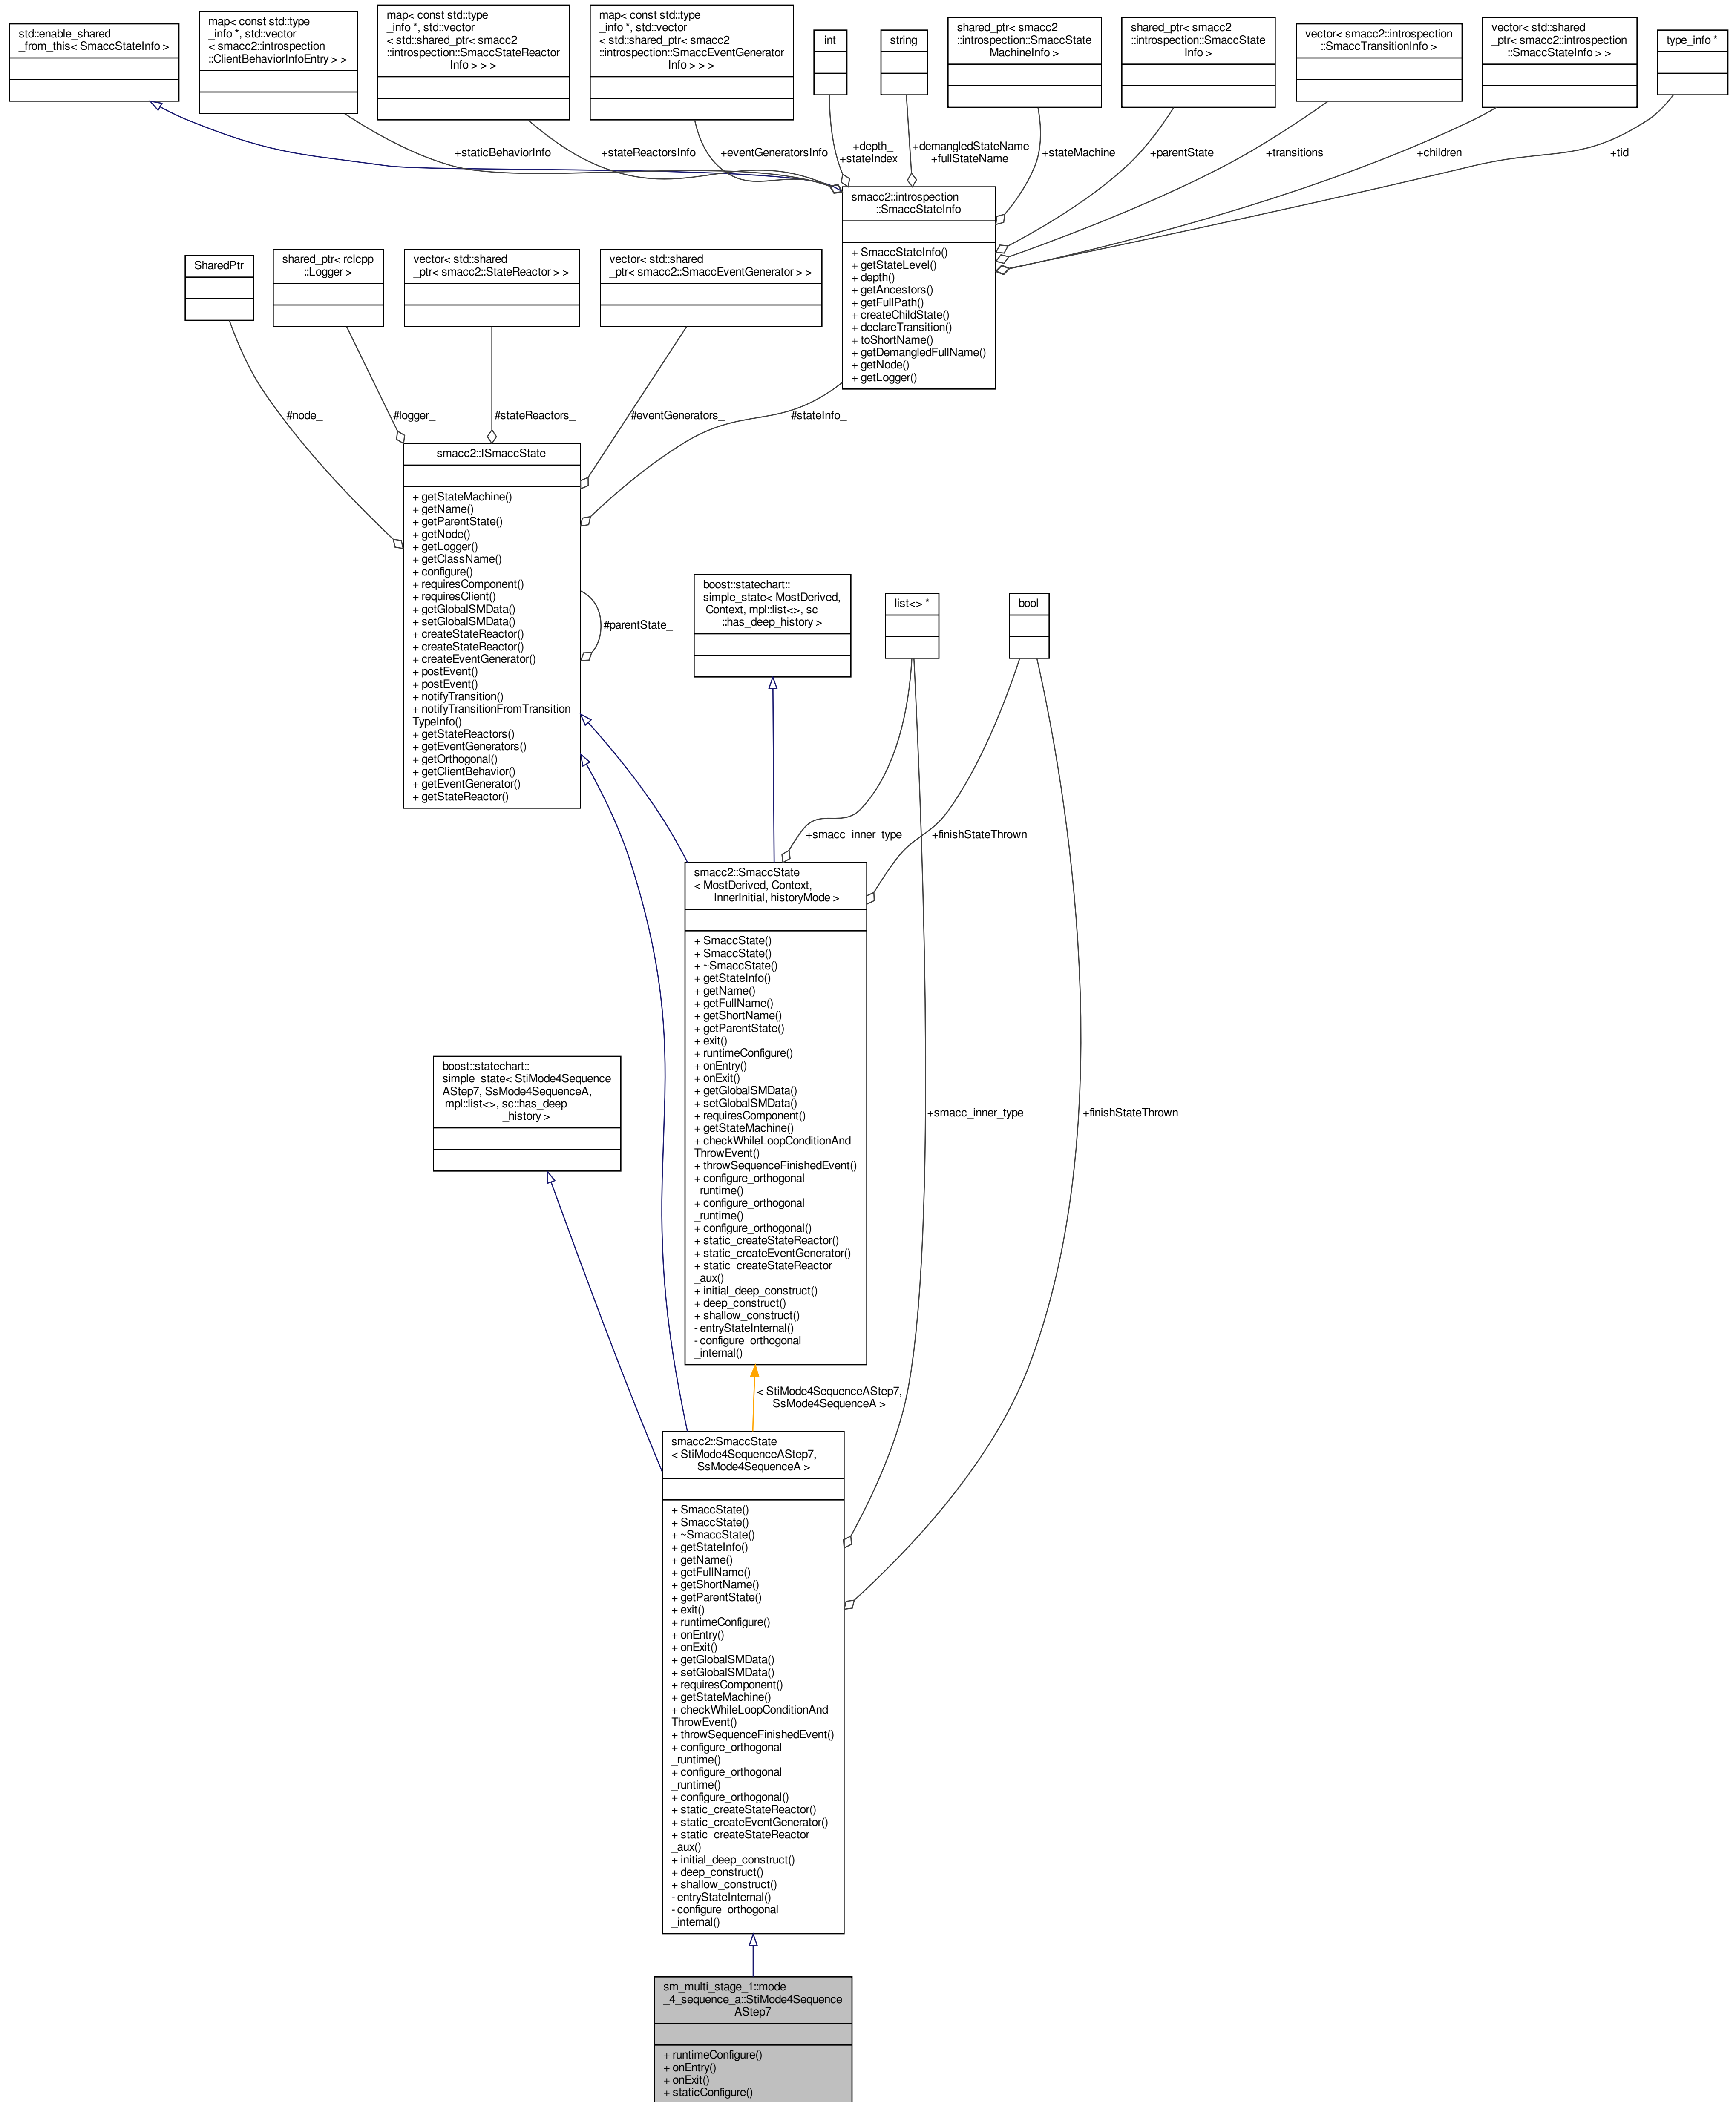 std::enable_shared
_from_this< SmaccStateInfo >
map< const std::type
_info *, std::vector
< smacc2::introspection
::ClientBehaviorInfoEntry > >
map< const std::type
_info *, std::vector
< std::shared_ptr< smacc2
::introspection::SmaccStateReactor
Info > > >
map< const std::type
_info *, std::vector
< std::shared_ptr< smacc2
::introspection::SmaccEventGenerator
Info > > >
int
string
shared_ptr< smacc2
::introspection::SmaccState
MachineInfo >
shared_ptr< smacc2
::introspection::SmaccState
Info >
vector< smacc2::introspection
::SmaccTransitionInfo >
vector< std::shared
_ptr< smacc2::introspection
::SmaccStateInfo > >
type_info *
+staticBehaviorInfo
+stateReactorsInfo
+eventGeneratorsInfo
+depth_
+stateIndex_
+demangledStateName
+fullStateName
+stateMachine_
+parentState_
+transitions_
+children_
+tid_
smacc2::introspection
::SmaccStateInfo
+ SmaccStateInfo()
+ getStateLevel()
+ depth()
+ getAncestors()
+ getFullPath()
+ createChildState()
+ declareTransition()
+ toShortName()
+ getDemangledFullName()
+ getNode()
+ getLogger()
SharedPtr
shared_ptr< rclcpp
::Logger >
vector< std::shared
_ptr< smacc2::StateReactor > >
vector< std::shared
_ptr< smacc2::SmaccEventGenerator > >
#node_
#logger_
#stateReactors_
#eventGenerators_
#stateInfo_
smacc2::ISmaccState
+ getStateMachine()
+ getName()
+ getParentState()
+ getNode()
+ getLogger()
+ getClassName()
+ configure()
+ requiresComponent()
+ requiresClient()
+ getGlobalSMData()
+ setGlobalSMData()
+ createStateReactor()
+ createStateReactor()
+ createEventGenerator()
+ postEvent()
+ postEvent()
+ notifyTransition()
+ notifyTransitionFromTransition
TypeInfo()
+ getStateReactors()
+ getEventGenerators()
+ getOrthogonal()
+ getClientBehavior()
+ getEventGenerator()
+ getStateReactor()
#parentState_
boost::statechart::
simple_state< MostDerived,
Context, mpl::list<>, sc
::has_deep_history >
list<> *
bool
+smacc_inner_type
+finishStateThrown
smacc2::SmaccState
< MostDerived, Context,
InnerInitial, historyMode >
+ SmaccState()
+ SmaccState()
+ ~SmaccState()
+ getStateInfo()
+ getName()
+ getFullName()
+ getShortName()
+ getParentState()
+ exit()
+ runtimeConfigure()
+ onEntry()
+ onExit()
+ getGlobalSMData()
+ setGlobalSMData()
+ requiresComponent()
+ getStateMachine()
+ checkWhileLoopConditionAnd
ThrowEvent()
+ throwSequenceFinishedEvent()
+ configure_orthogonal
_runtime()
+ configure_orthogonal
_runtime()
+ configure_orthogonal()
+ static_createStateReactor()
+ static_createEventGenerator()
+ static_createStateReactor
_aux()
+ initial_deep_construct()
+ deep_construct()
+ shallow_construct()
- entryStateInternal()
- configure_orthogonal
_internal()
boost::statechart::
simple_state< StiMode4Sequence
AStep7, SsMode4SequenceA,
mpl::list<>, sc::has_deep
_history >
+smacc_inner_type
+finishStateThrown
< StiMode4SequenceAStep7,
SsMode4SequenceA >
smacc2::SmaccState
< StiMode4SequenceAStep7,
SsMode4SequenceA >
+ SmaccState()
+ SmaccState()
+ ~SmaccState()
+ getStateInfo()
+ getName()
+ getFullName()
+ getShortName()
+ getParentState()
+ exit()
+ runtimeConfigure()
+ onEntry()
+ onExit()
+ getGlobalSMData()
+ setGlobalSMData()
+ requiresComponent()
+ getStateMachine()
+ checkWhileLoopConditionAnd
ThrowEvent()
+ throwSequenceFinishedEvent()
+ configure_orthogonal
_runtime()
+ configure_orthogonal
_runtime()
+ configure_orthogonal()
+ static_createStateReactor()
+ static_createEventGenerator()
+ static_createStateReactor
_aux()
+ initial_deep_construct()
+ deep_construct()
+ shallow_construct()
- entryStateInternal()
- configure_orthogonal
_internal()
sm_multi_stage_1::mode
_4_sequence_a::StiMode4Sequence
AStep7
+ runtimeConfigure()
+ onEntry()
+ onExit()
+ staticConfigure()